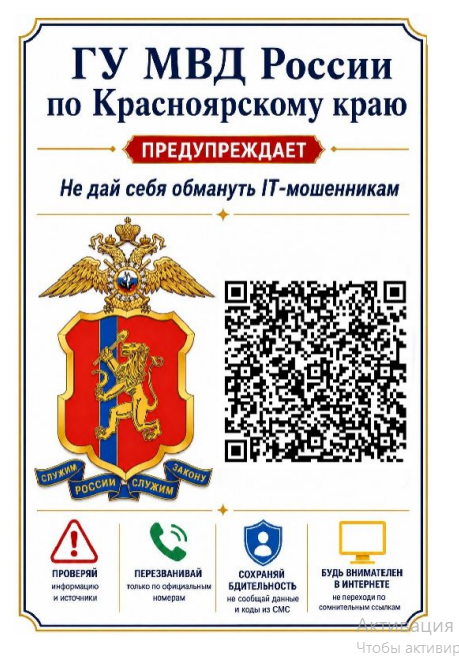 ГУ МВД России
по Красноярскому краю
ПРЕДУПРЕЖДАЕТ
Не дай себя обмануть IT-мошенникам
СЛУЖИМ РОССИИ СЛУЖИМ ЗАКОНУ
ПРОВЕРЯЙ
информацию
и источники
ПЕРЕЗВАНИВАЙ
только по официальным
номерам
СОХРАНЯЙ
БДИТЕЛЬНОСТЬ
не сообщай данные
и коды из СМС
БУДЬ ВНИМАТЕЛЕН
В ИНТЕРНЕТЕ
не переходи по
сомнительным ссылкам
Активация
Чтобы активир